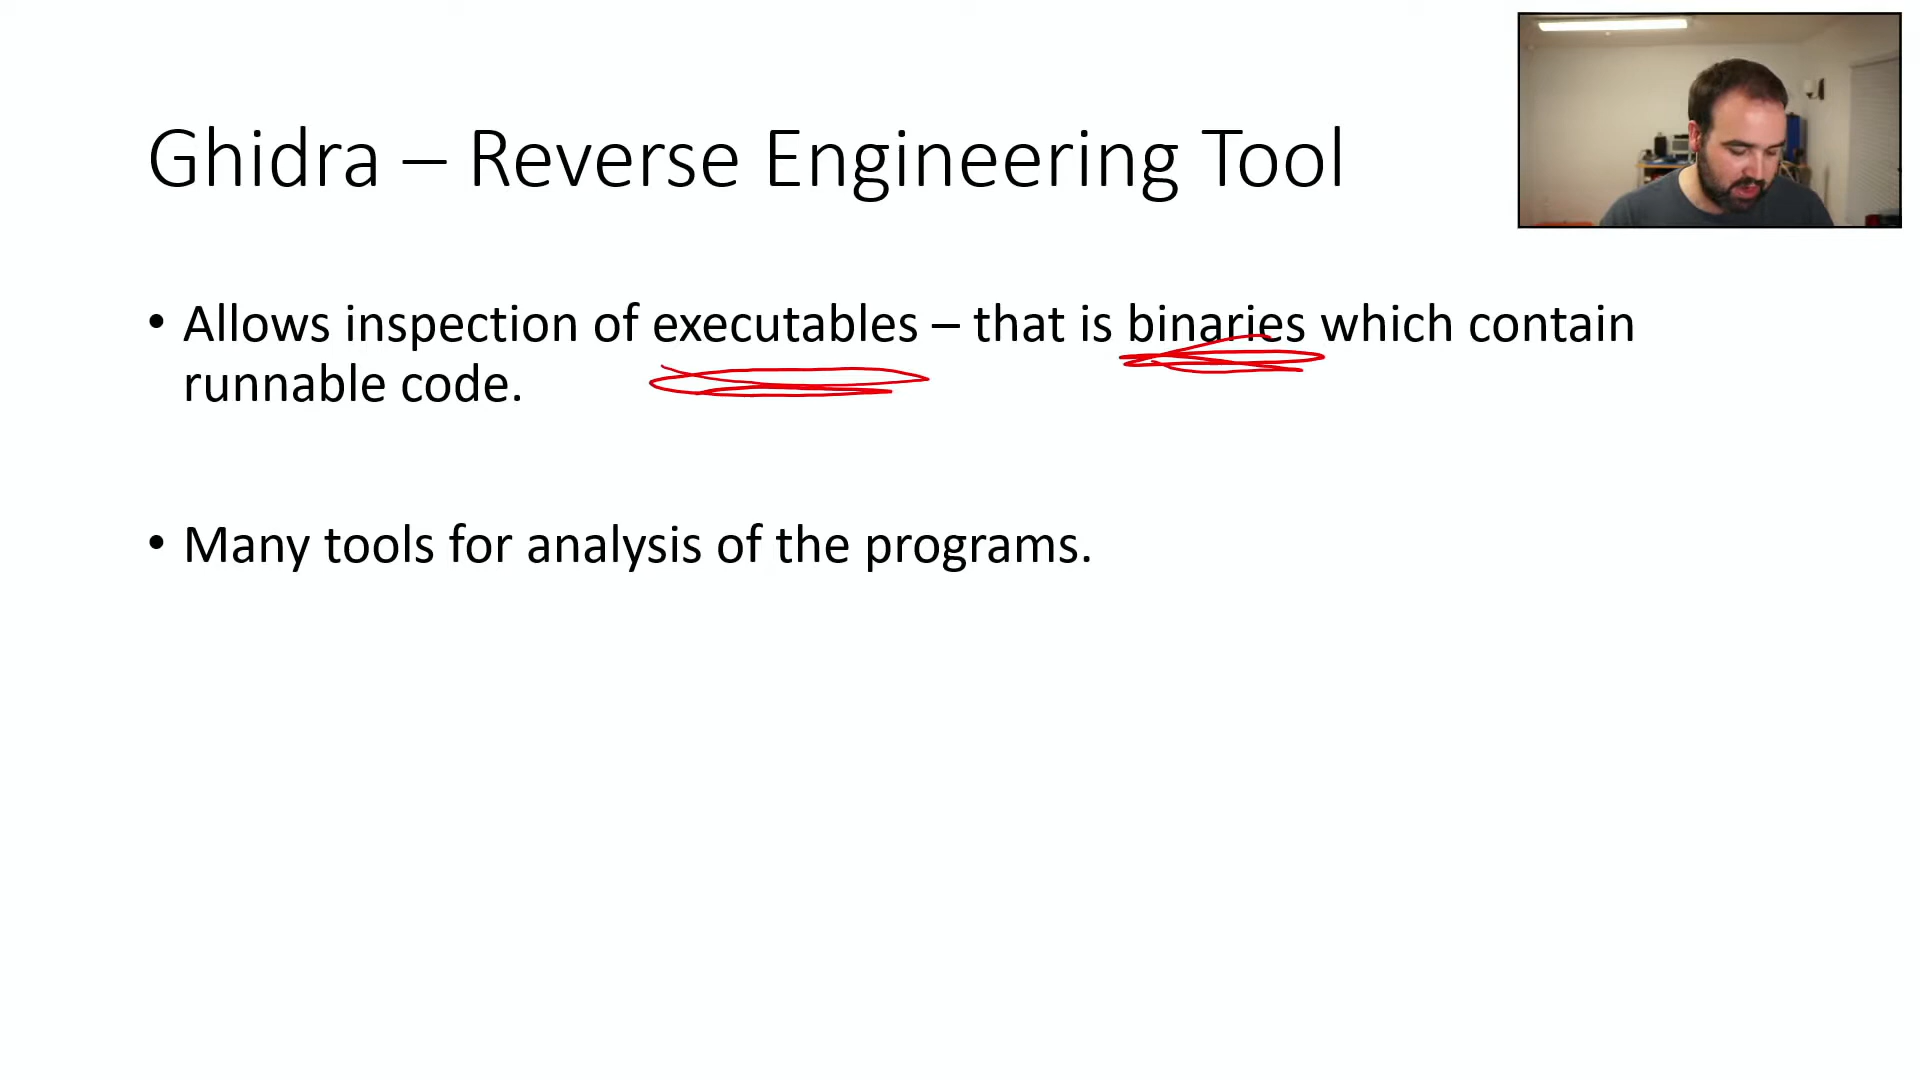 Ghidra – Reverse Engineering Tool
• Allows inspection of executables – that is binaries which contain
runnable code.
• Many tools for analysis of the programs.